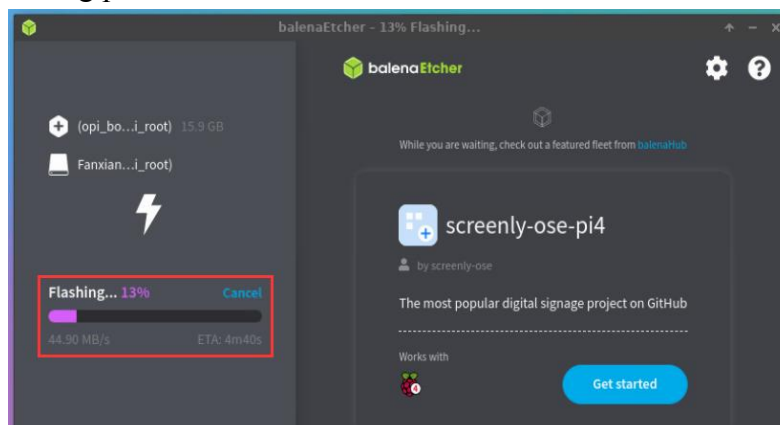 balenaEtcher - 13% Flashing...
balenaEtcher
(opi_bo...i_root) 15.9 GB
While you are waiting, check out a featured fleet from balenaHub
Fanxian...i_root)
screenly-ose-pi4
by screenly-ose
Flashing... 13% Cancel
The most popular digital signage project on GitHub
44.90 MB/s ETA: 4m40s
Works with
4
Get started